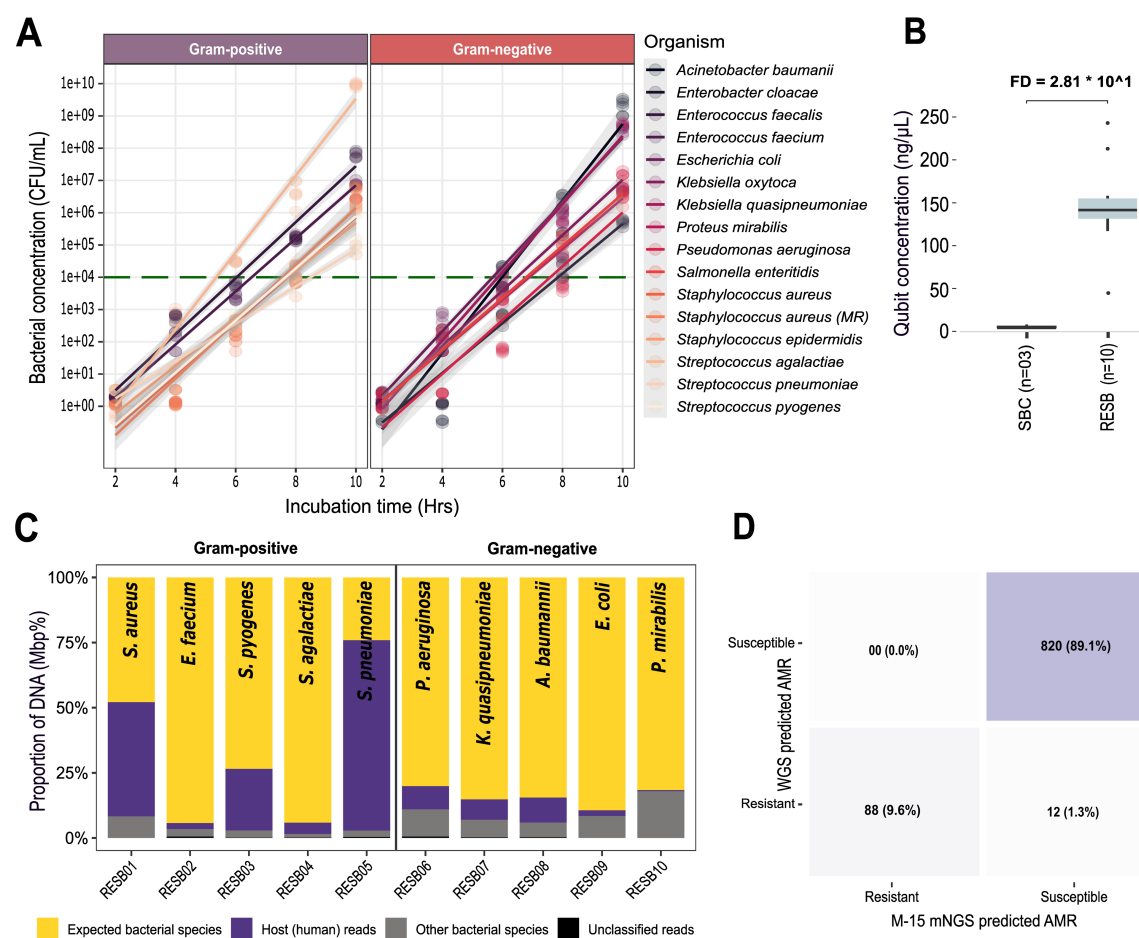 A
Gram-positive
Gram-negative
Bacterial concentration (CFU/mL)
1e+10
1e+09
1e+08
1e+07
1e+06
1e+05
1e+04
1e+03
1e+02
1e+01
1e+00
2 4 6 8 10
2 4 6 8 10
Incubation time (Hrs)
Organism
Acinetobacter baumanii
Enterobacter cloacae
Enterococcus faecalis
Enterococcus faecium
Escherichia coli
Klebsiella oxytoca
Klebsiella quasipneumoniae
Proteus mirabilis
Pseudomonas aeruginosa
Salmonella enteritidis
Staphylococcus aureus
Staphylococcus aureus (MR)
Staphylococcus epidermidis
Streptococcus agalactiae
Streptococcus pneumoniae
Streptococcus pyogenes
B
FD = 2.81 * 10^1
Qubit concentration (ng/µL)
250
200
150
100
50
0
SBC (n=03)
RESB (n=10)
C
Gram-positive
Gram-negative
Proportion of DNA (Mbp%)
100%
75%
50%
25%
0%
S. aureus
E. faecium
S. pyogenes
S. agalactiae
S. pneumoniae
P. aeruginosa
K. quasipneumoniae
A. baumannii
E. coli
P. mirabilis
RESB01
RESB02
RESB03
RESB04
RESB05
RESB06
RESB07
RESB08
RESB09
RESB10
Expected bacterial species
Host (human) reads
Other bacterial species
Unclassified reads
D
WGS predicted AMR
Susceptible
Resistant
00 (0.0%)
820 (89.1%)
88 (9.6%)
12 (1.3%)
Resistant
Susceptible
M-15 mNGS predicted AMR